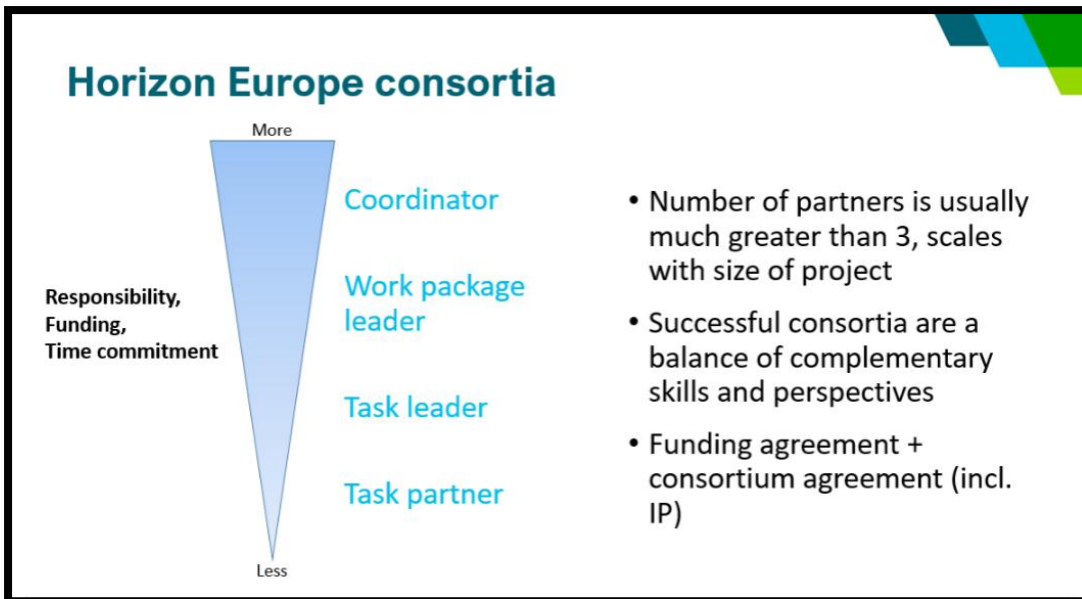 Horizon Europe consortia
More
Responsibility,
Funding,
Time commitment
Coordinator
Work package
leader
Task leader
Task partner
Less
• Number of partners is usually
much greater than 3, scales
with size of project
• Successful consortia are a
balance of complementary
skills and perspectives
• Funding agreement +
consortium agreement (incl.
IP)